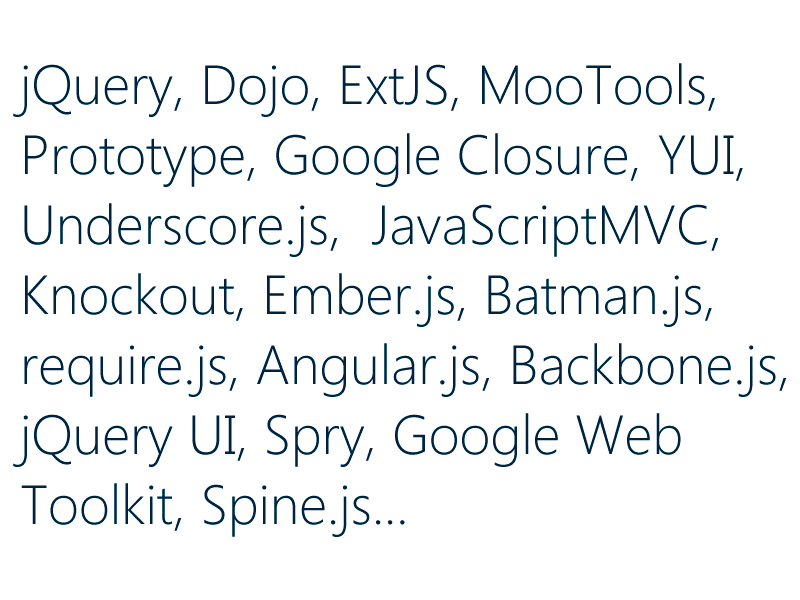 jQuery, Dojo, ExtJS, MooTools,
Prototype, Google Closure, YUI,
Underscore.js,  JavaScriptMVC,
Knockout, Ember.js, Batman.js,
require.js, Angular.js, Backbone.js,
jQuery UI, Spry, Google Web
Toolkit, Spine.js...